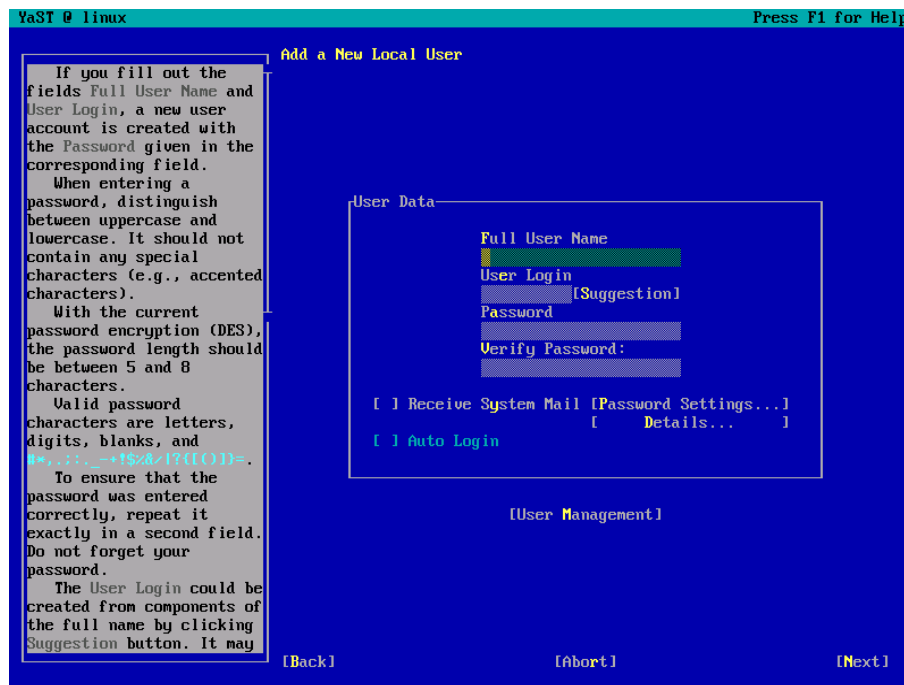 YaST @ linux Press F1 for Help
Add a New Local User
If you fill out the
fields Full User Name and
User Login, a new user
account is created with
the Password given in the
corresponding field.
When entering a
password, distinguish
between uppercase and
lowercase. It should not
contain any special
characters (e.g., accented
characters).
With the current
password encryption (DES),
the password length should
be between 5 and 8
characters.
Valid password
characters are letters,
digits, blanks, and
#*,.;:._-+!$%&/|?{[()]}=.
To ensure that the
password was entered
correctly, repeat it
exactly in a second field.
Do not forget your
password.
The User Login could be
created from components of
the full name by clicking
Suggestion button. It may
User Data
Full User Name
User Login
[Suggestion]
Password
Verify Password:
[ ] Receive System Mail [Password Settings...]
[ Details... ]
[ ] Auto Login
[User Management]
[Back] [Abort] [Next]